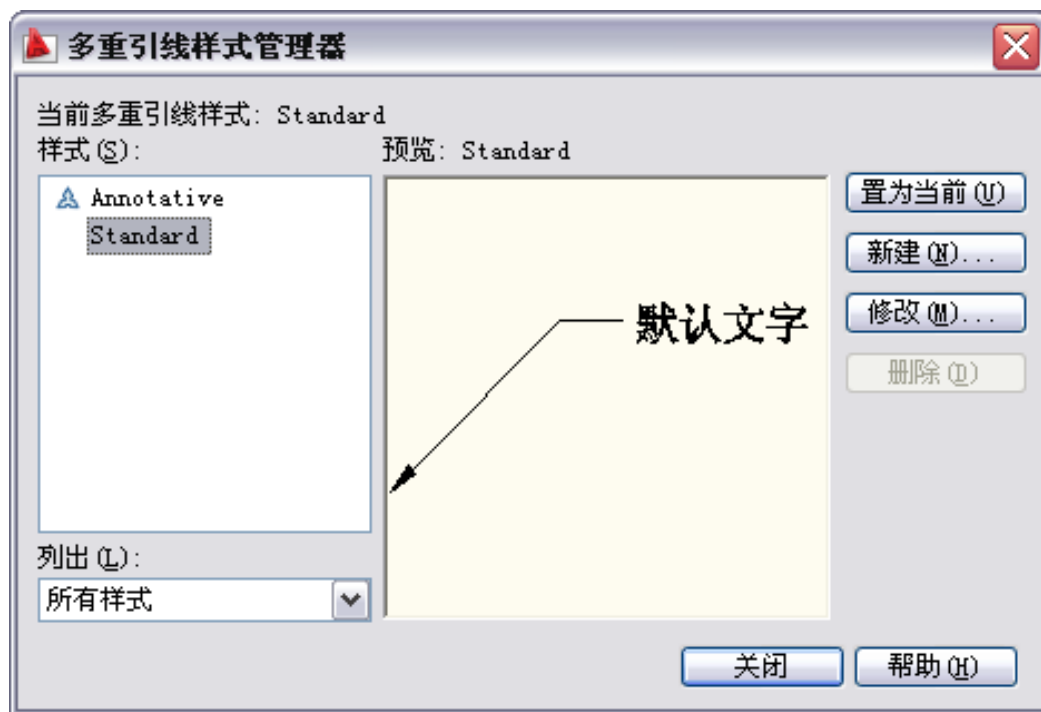 多重引线样式管理器
当前多重引线样式: Standard
样式(S):
预览: Standard
Annotative
Standard
默认文字
置为当前(U)
新建(N)...
修改(M)...
删除(D)
列出(L):
所有样式
关闭
帮助(H)